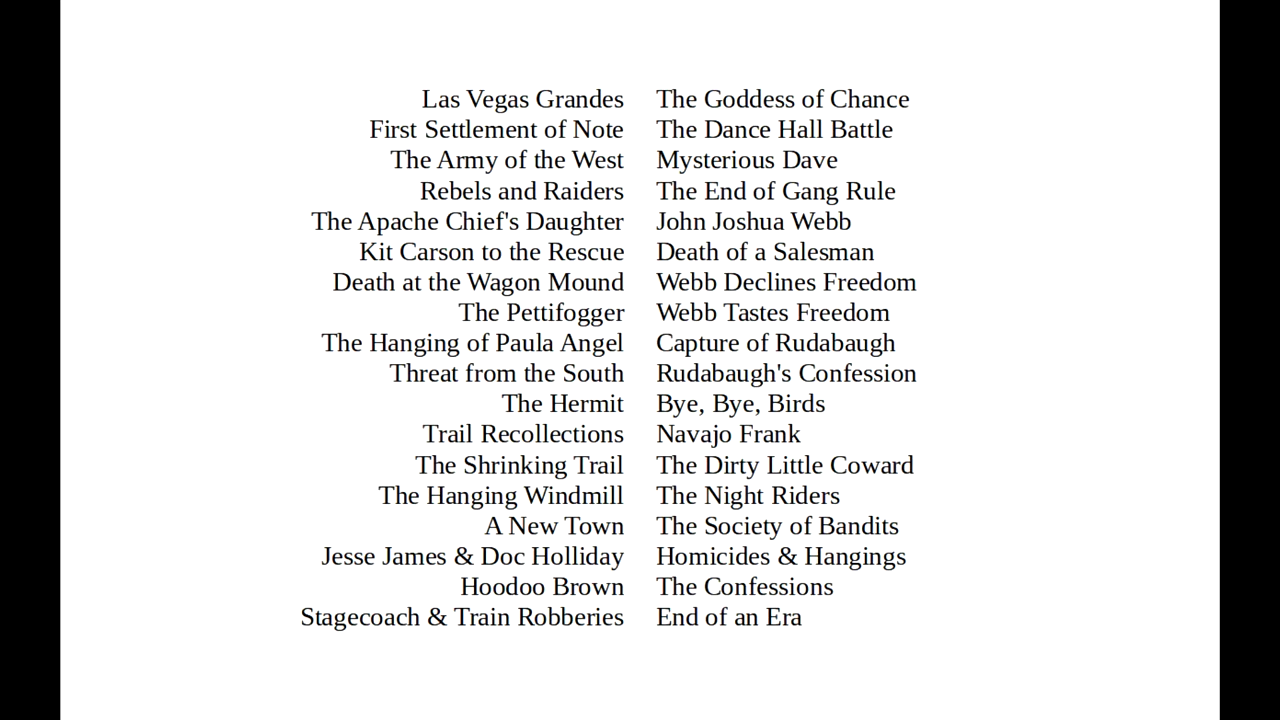 Las Vegas Grandes
First Settlement of Note
The Army of the West
Rebels and Raiders
The Apache Chief's Daughter
Kit Carson to the Rescue
Death at the Wagon Mound
The Pettifogger
The Hanging of Paula Angel
Threat from the South
The Hermit
Trail Recollections
The Shrinking Trail
The Hanging Windmill
A New Town
Jesse James & Doc Holliday
Hoodoo Brown
Stagecoach & Train Robberies
The Goddess of Chance
The Dance Hall Battle
Mysterious Dave
The End of Gang Rule
John Joshua Webb
Death of a Salesman
Webb Declines Freedom
Webb Tastes Freedom
Capture of Rudabaugh
Rudabaugh's Confession
Bye, Bye, Birds
Navajo Frank
The Dirty Little Coward
The Night Riders
The Society of Bandits
Homicides & Hangings
The Confessions
End of an Era